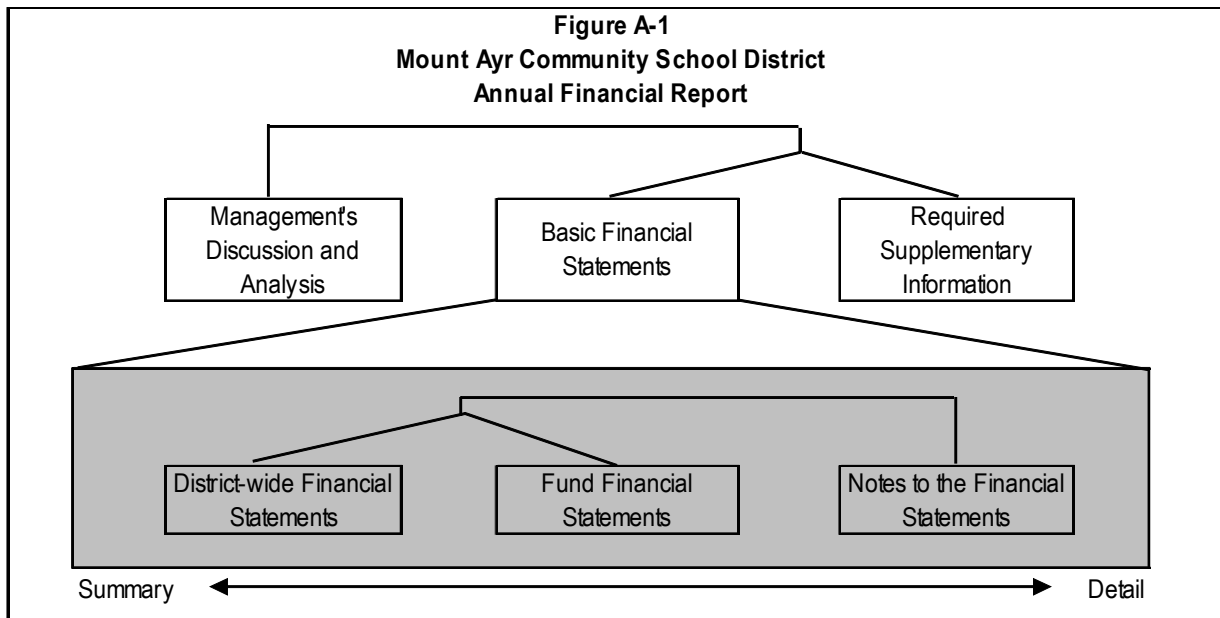 Figure A-1
Mount Ayr Community School District
Annual Financial Report
Management's
Discussion and
Analysis
Basic Financial
Statements
Required
Supplementary
Information
District-wide Financial
Statements
Fund Financial
Statements
Notes to the Financial
Statements
Summary
Detail